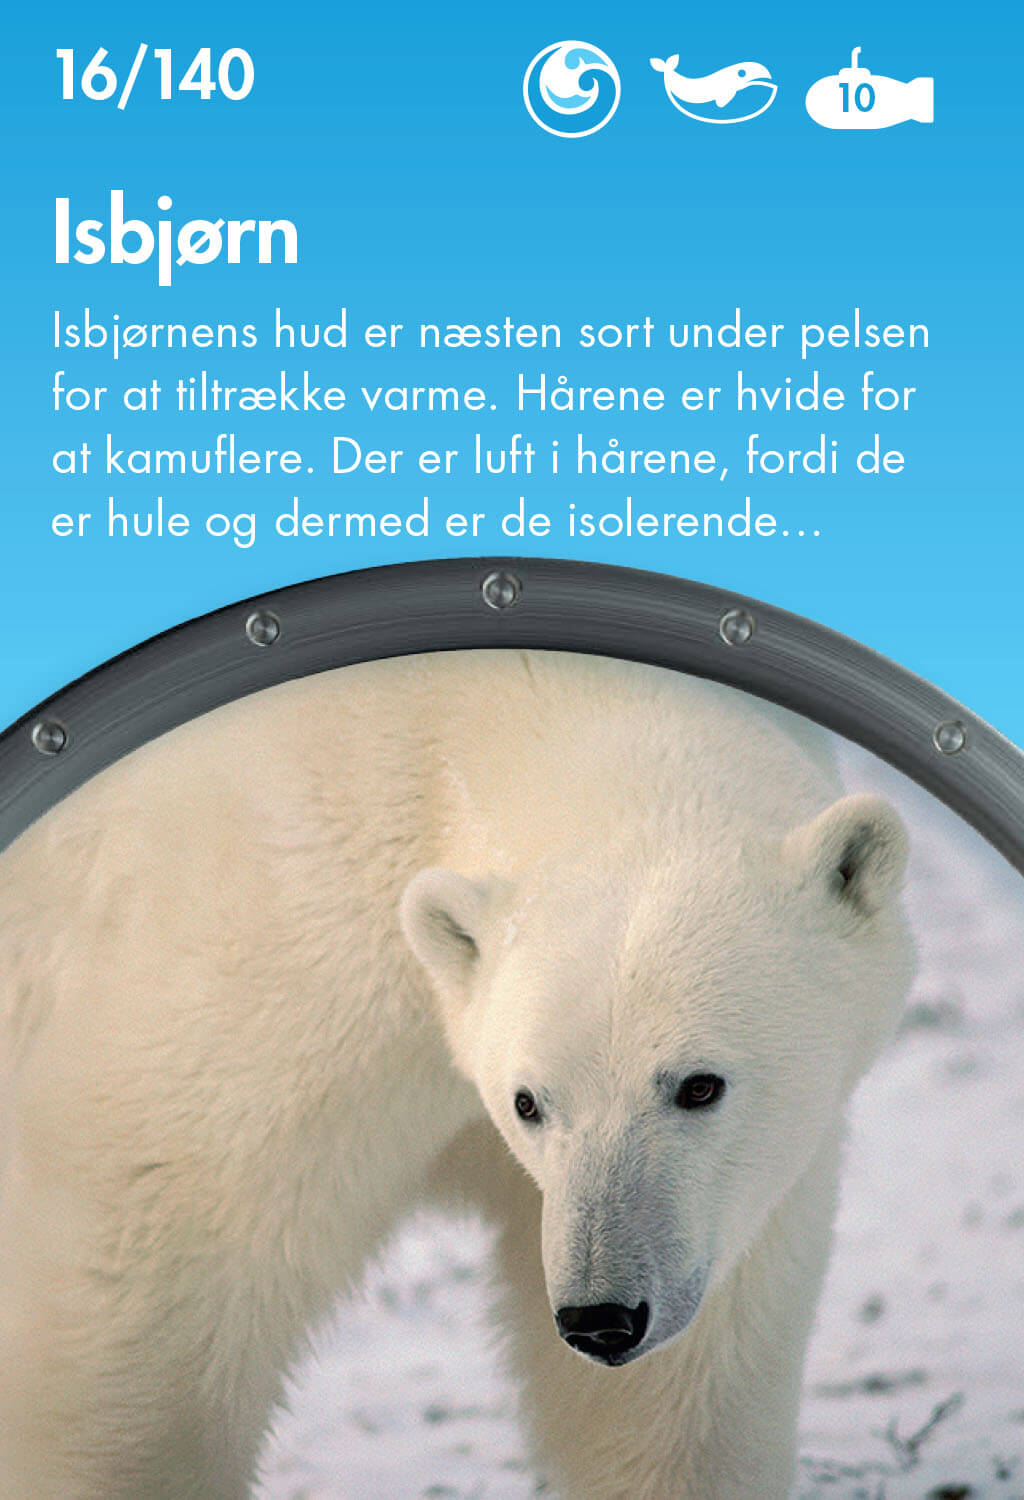 16/140
10
Isbjørn
Isbjørnens hud er næsten sort under pelsen
for at tiltrække varme. Hårene er hvide for
at kamuflere. Der er luft i hårene, fordi de
er hule og dermed er de isolerende...